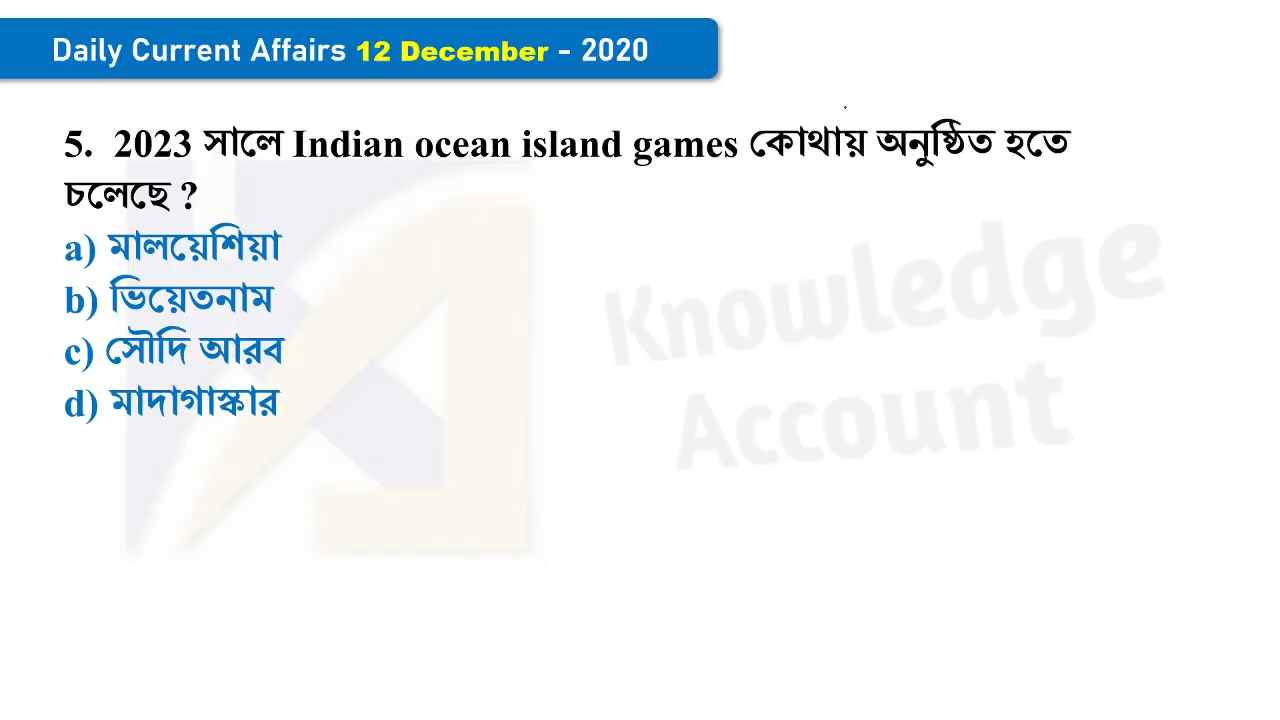 Daily Current Affairs 12 December - 2020
5. 2023 সালে Indian ocean island games কোথায় অনুষ্ঠিত হতে
চলেছে ?
a) মালয়েশিয়া
b) ভিয়েতনাম
c) সৌদি আরব
d) মাদাগাস্কার
Knowledge
Account